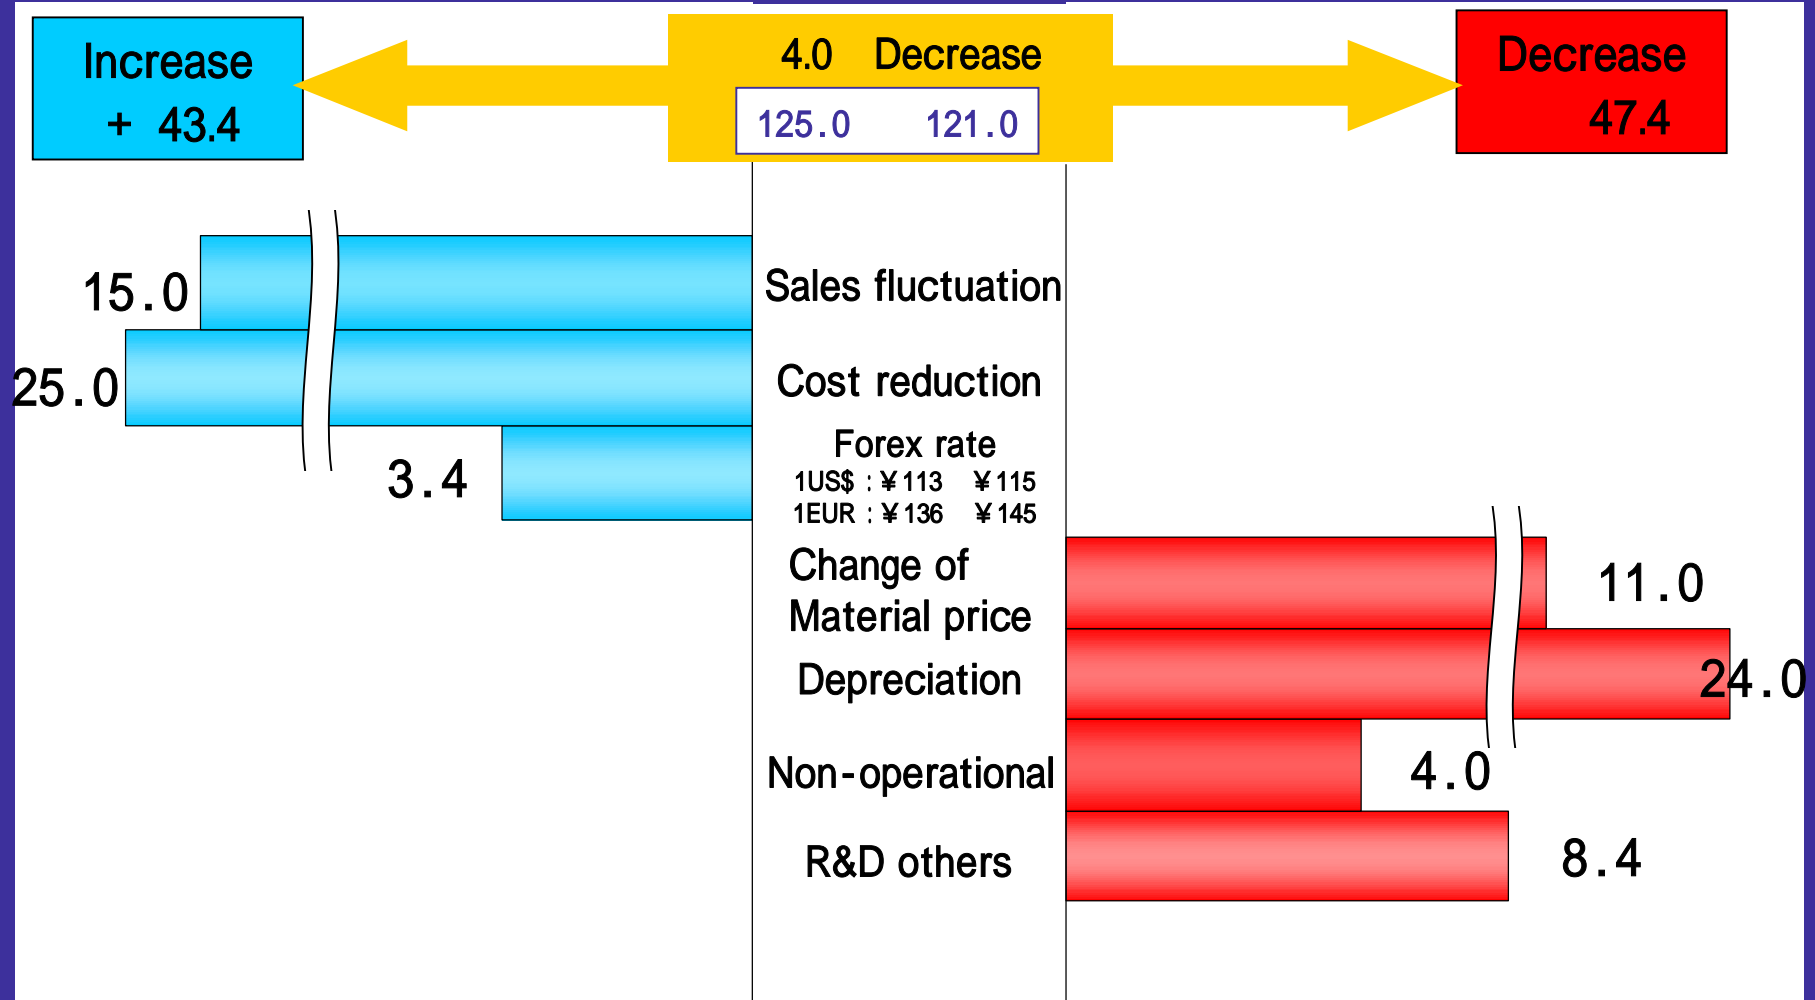 Increase
+ 43.4
4.0 Decrease
125.0 121.0
Decrease
47.4
15.0
Sales fluctuation
25.0
Cost reduction
3.4
Forex rate
1US$ : ¥113 ¥115
1EUR : ¥136 ¥145
Change of
Material price
11.0
Depreciation
24.0
Non-operational
4.0
R&D others
8.4